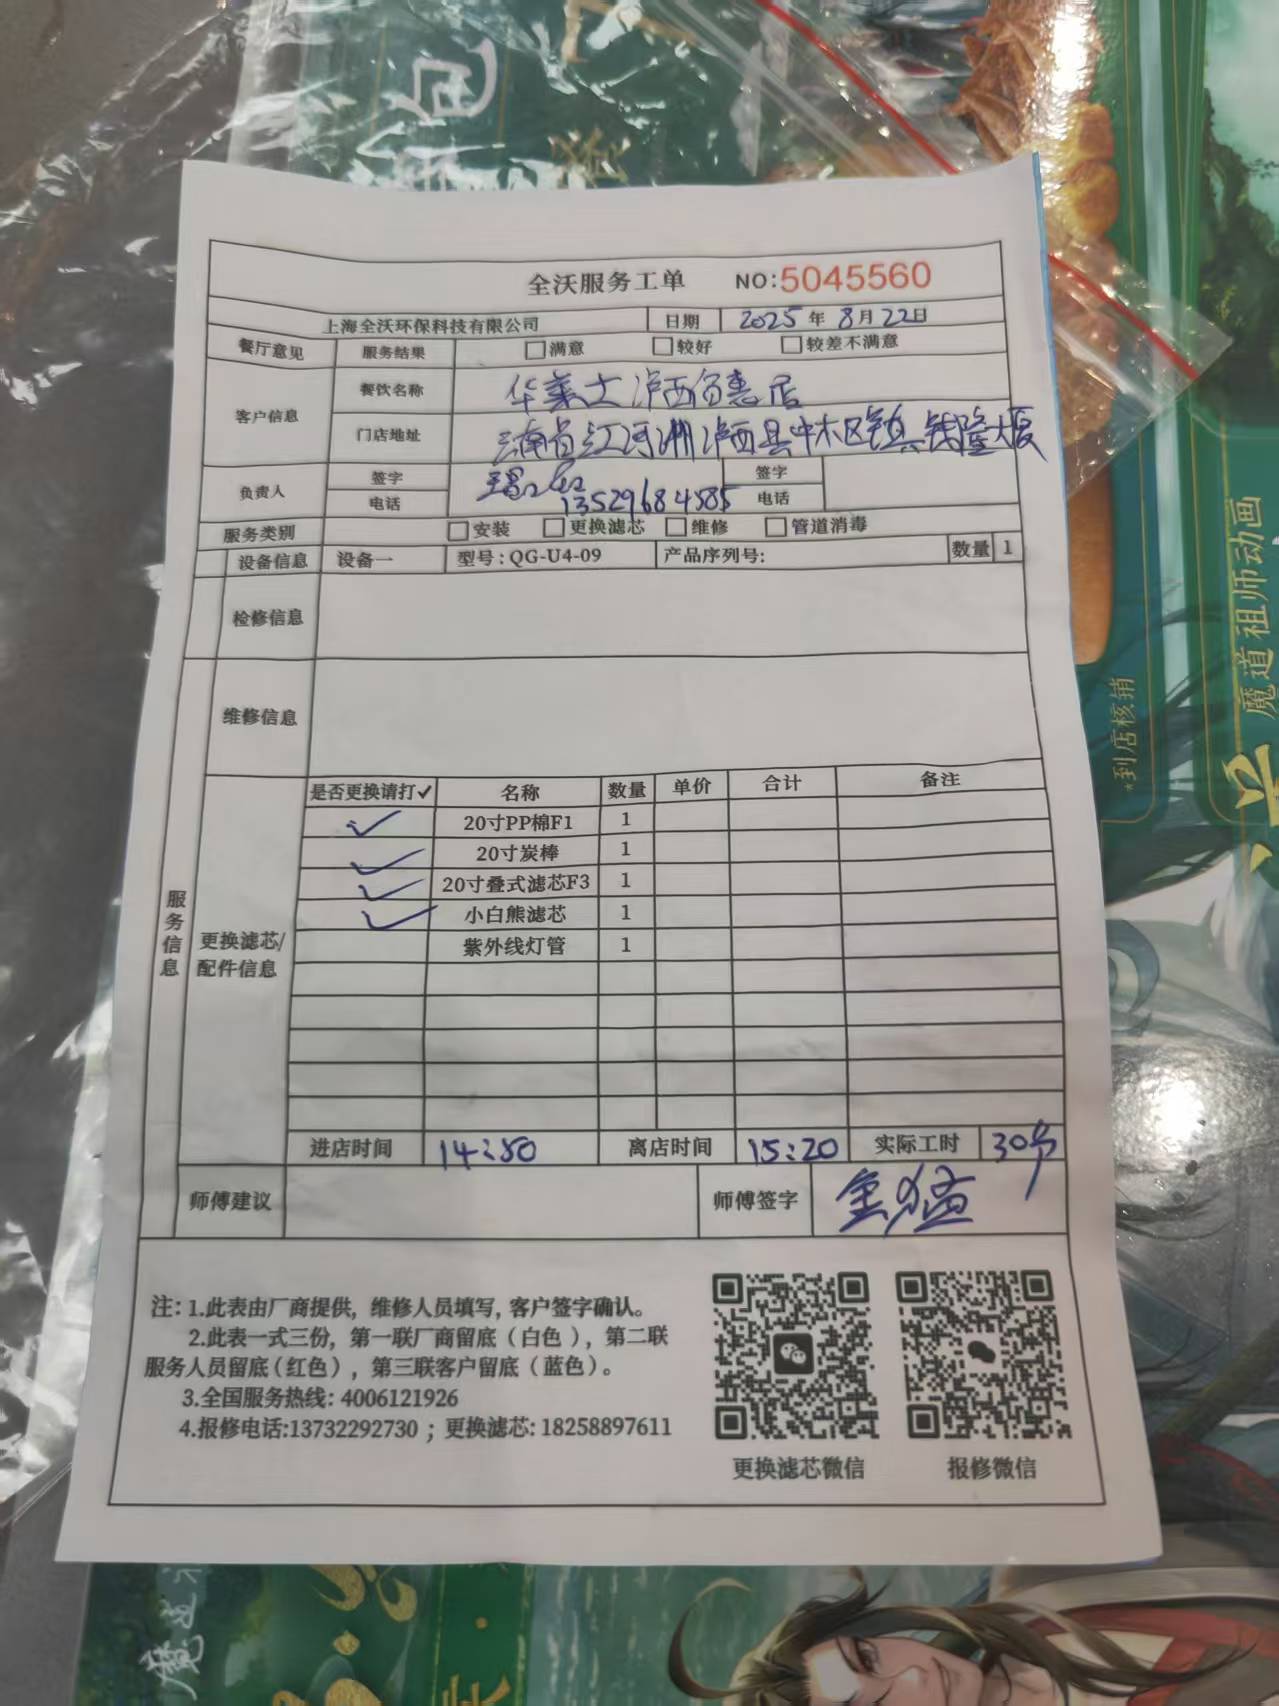 全沃服务工单 NO:5045560
上海全沃环保科技有限公司 日期 2025年8月22日
餐厅意见 服务结果 □满意 □较好 □较差不满意
客户信息 餐饮名称 华莱士泸西百惠店
门店地址 云南省红河洲泸西县中木区镇钱隆大厦
负责人 签字 签字
电话 13529684585 电话
服务类别 □安装 □更换滤芯 □维修 □管道消毒
设备信息 设备一 型号:QG-U4-09 产品序列号: 数量 1
检修信息
维修信息
服务信息
更换滤芯/配件信息
是否更换请打✓ 名称 数量 单价 合计 备注
✓ 20寸PP棉F1 1
✓ 20寸炭棒 1
✓ 20寸叠式滤芯F3 1
✓ 小白熊滤芯 1
紫外线灯管 1
进店时间 14:50 离店时间 15:20 实际工时 30分
师傅建议 师傅签字
注: 1.此表由厂商提供, 维修人员填写, 客户签字确认。
2.此表一式三份, 第一联厂商留底(白色), 第二联
服务人员留底(红色), 第三联客户留底(蓝色)。
3.全国服务热线: 4006121926
4.报修电话:13732292730 ; 更换滤芯: 18258897611
更换滤芯微信 报修微信
魔道祖师动画
*到店核销